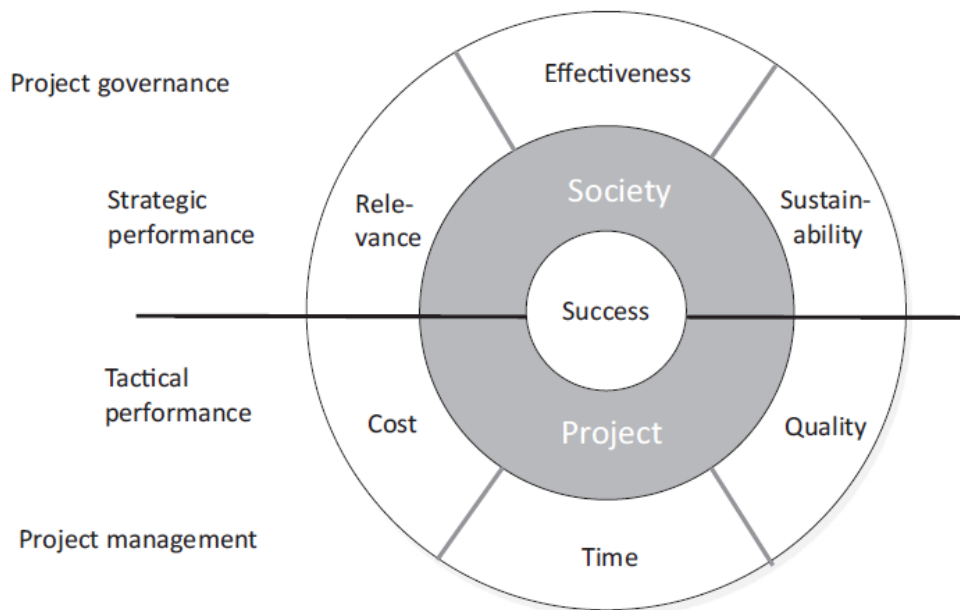 Project governance
Effectiveness
Strategic
performance
Rele-
vance
Society
Sustain-
ability
Success
Tactical
performance
Cost
Project
Quality
Project management
Time